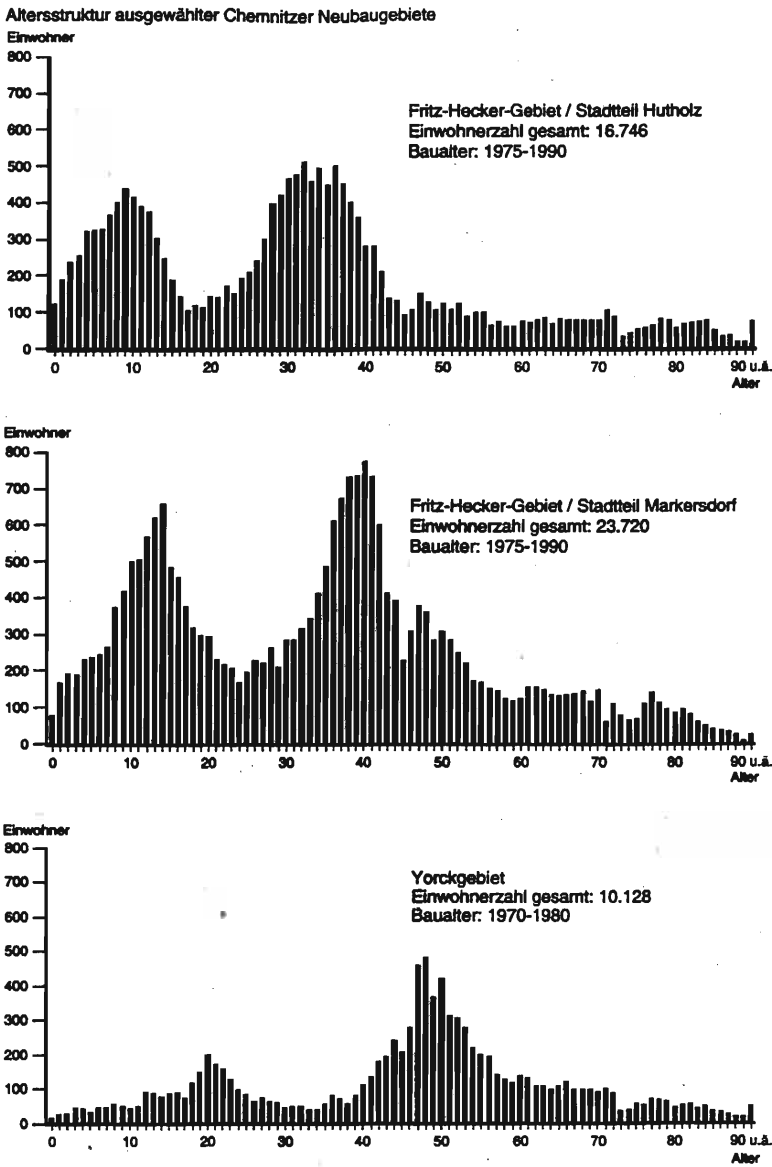 Altersstruktur ausgewählter Chemnitzer Neubaugebiete
Einwohner
800
700
600
500
400
300
200
100
0
Fritz-Hecker-Gebiet / Stadtteil Hutholz
Einwohnerzahl gesamt: 16.746
Baualter: 1975-1990
0 10 20 30 40 50 60 70 80 90 u.ä.
Alter
Einwohner
800
700
600
500
400
300
200
100
0
Fritz-Hecker-Gebiet / Stadtteil Markersdorf
Einwohnerzahl gesamt: 23.720
Baualter: 1975-1990
0 10 20 30 40 50 60 70 80 90 u.ä.
Alter
Einwohner
800
700
600
500
400
300
200
100
0
Yorckgebiet
Einwohnerzahl gesamt: 10.128
Baualter: 1970-1980
0 10 20 30 40 50 60 70 80 90 u.ä.
Alter